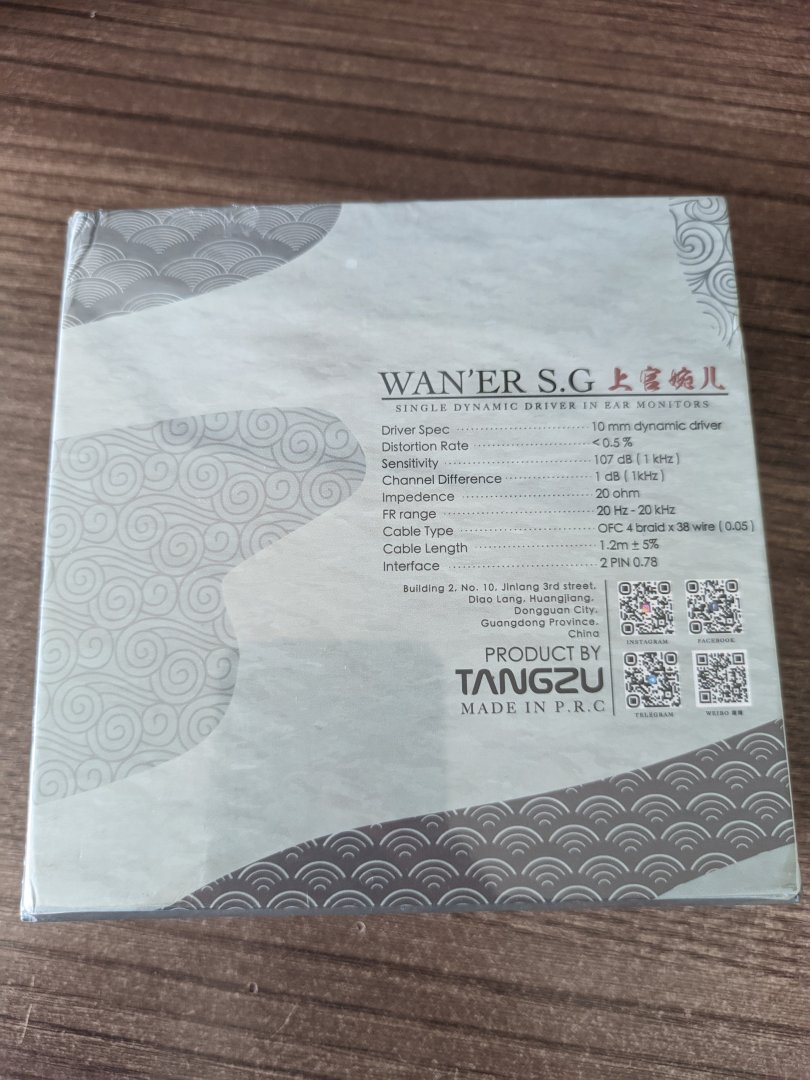 WAN'ER S.G 上官婉儿
SINGLE DYNAMIC DRIVER IN EAR MONITORS
Driver Spec 10 mm dynamic driver
Distortion Rate < 0.5 %
Sensitivity 107 dB ( 1 kHz )
Channel Difference 1 dB ( 1kHz )
Impedence 20 ohm
FR range 20 Hz - 20 kHz
Cable Type OFC 4 braid x 38 wire ( 0.05 )
Cable Length 1.2m ± 5%
Interface 2 PIN 0.78
Building 2, No. 10, Jinlang 3rd street,
Diao Lang, Huangjiang,
Dongguan City,
Guangdong Province,
China
PRODUCT BY
TANGZU
MADE IN P.R.C
INSTAGRAM
FACEBOOK
TELEGRAM
WEIBO